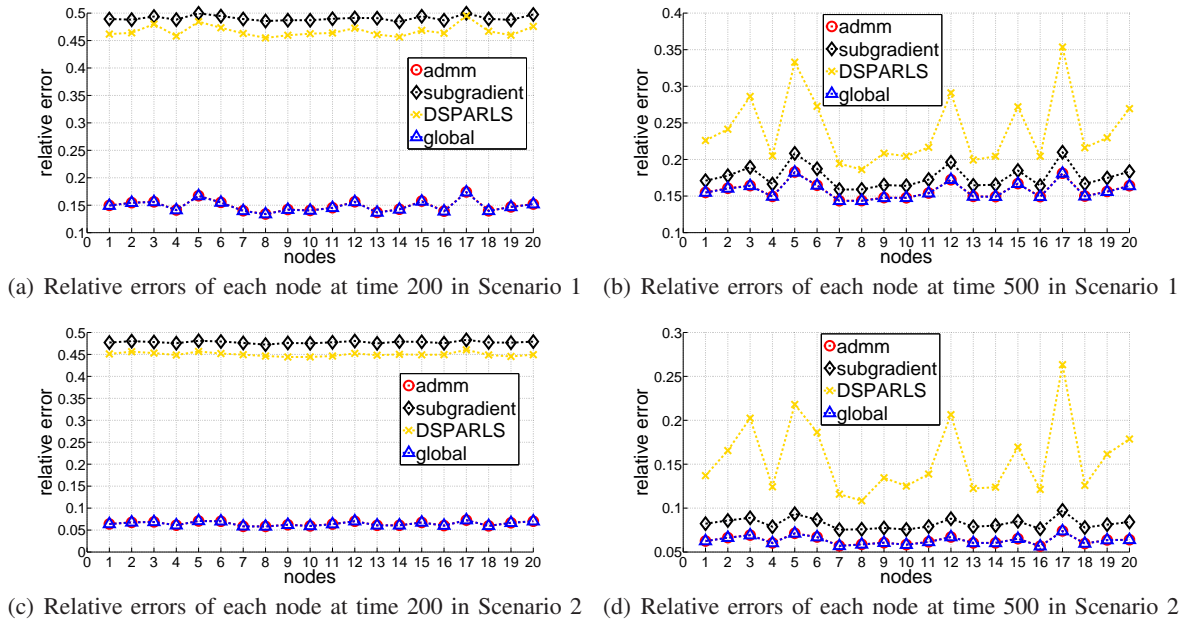 0.5
0.45
0.4
0.35
0.3
0.25
0.2
0.15
0.1
relative error
admm
subgradient
DSPARLS
global
0 1 2 3 4 5 6 7 8 9 10 11 12 13 14 15 16 17 18 19 20
nodes
(a) Relative errors of each node at time 200 in Scenario 1
0.4
0.35
0.3
0.25
0.2
0.15
0.1
relative error
admm
subgradient
DSPARLS
global
0 1 2 3 4 5 6 7 8 9 10 11 12 13 14 15 16 17 18 19 20
nodes
(b) Relative errors of each node at time 500 in Scenario 1
0.5
0.45
0.4
0.35
0.3
0.25
0.2
0.15
0.1
0.05
0
relative error
admm
subgradient
DSPARLS
global
0 1 2 3 4 5 6 7 8 9 10 11 12 13 14 15 16 17 18 19 20
nodes
(c) Relative errors of each node at time 200 in Scenario 2
0.3
0.25
0.2
0.15
0.1
0.05
relative error
admm
subgradient
DSPARLS
global
0 1 2 3 4 5 6 7 8 9 10 11 12 13 14 15 16 17 18 19 20
nodes
(d) Relative errors of each node at time 500 in Scenario 2